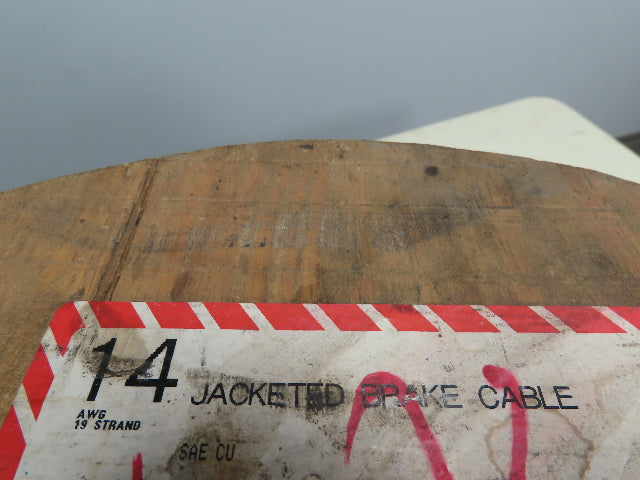 14 JACKETED BRAKE CABLE
AWG
19 STRAND
SAE CU